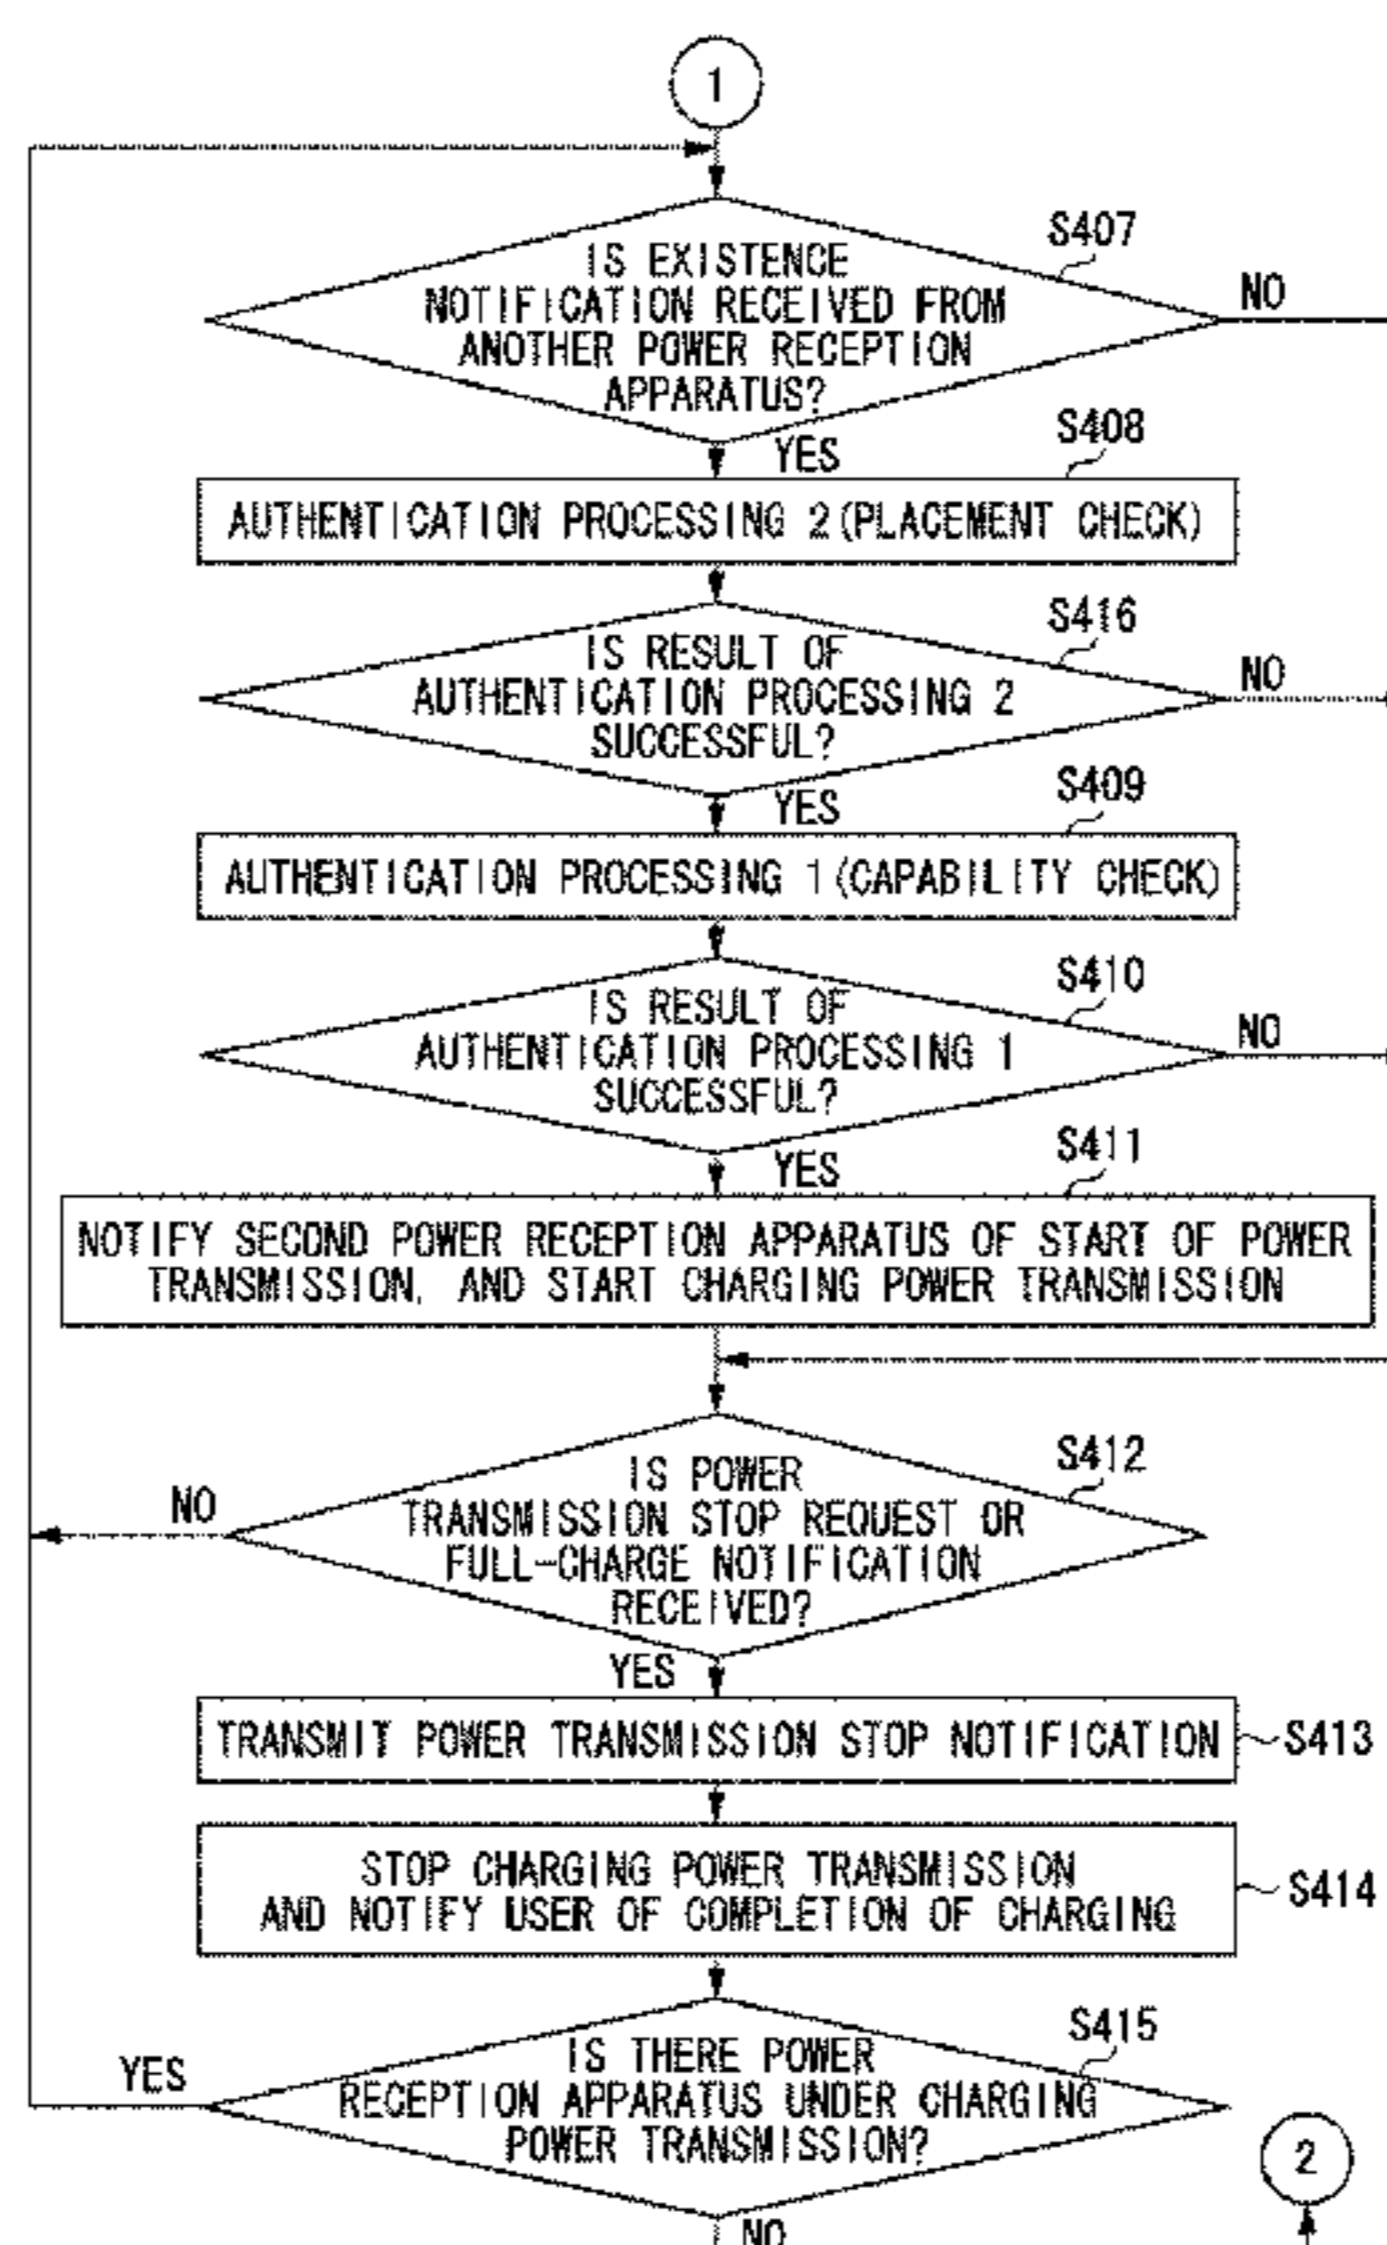 1
S407
IS EXISTENCE
NOTIFICATION RECEIVED FROM
ANOTHER POWER RECEPTION
APPARATUS?
NO
YES
S408
AUTHENTICATION PROCESSING 2(PLACEMENT CHECK)
S416
IS RESULT OF
AUTHENTICATION PROCESSING 2
SUCCESSFUL?
NO
YES
S409
AUTHENTICATION PROCESSING 1(CAPABILITY CHECK)
S410
IS RESULT OF
AUTHENTICATION PROCESSING 1
SUCCESSFUL?
NO
YES
S411
NOTIFY SECOND POWER RECEPTION APPARATUS OF START OF POWER
TRANSMISSION, AND START CHARGING POWER TRANSMISSION
S412
IS POWER
TRANSMISSION STOP REQUEST OR
FULL-CHARGE NOTIFICATION
RECEIVED?
NO
YES
TRANSMIT POWER TRANSMISSION STOP NOTIFICATION
S413
STOP CHARGING POWER TRANSMISSION
AND NOTIFY USER OF COMPLETION OF CHARGING
S414
S415
IS THERE POWER
RECEPTION APPARATUS UNDER CHARGING
POWER TRANSMISSION?
YES
2
NO